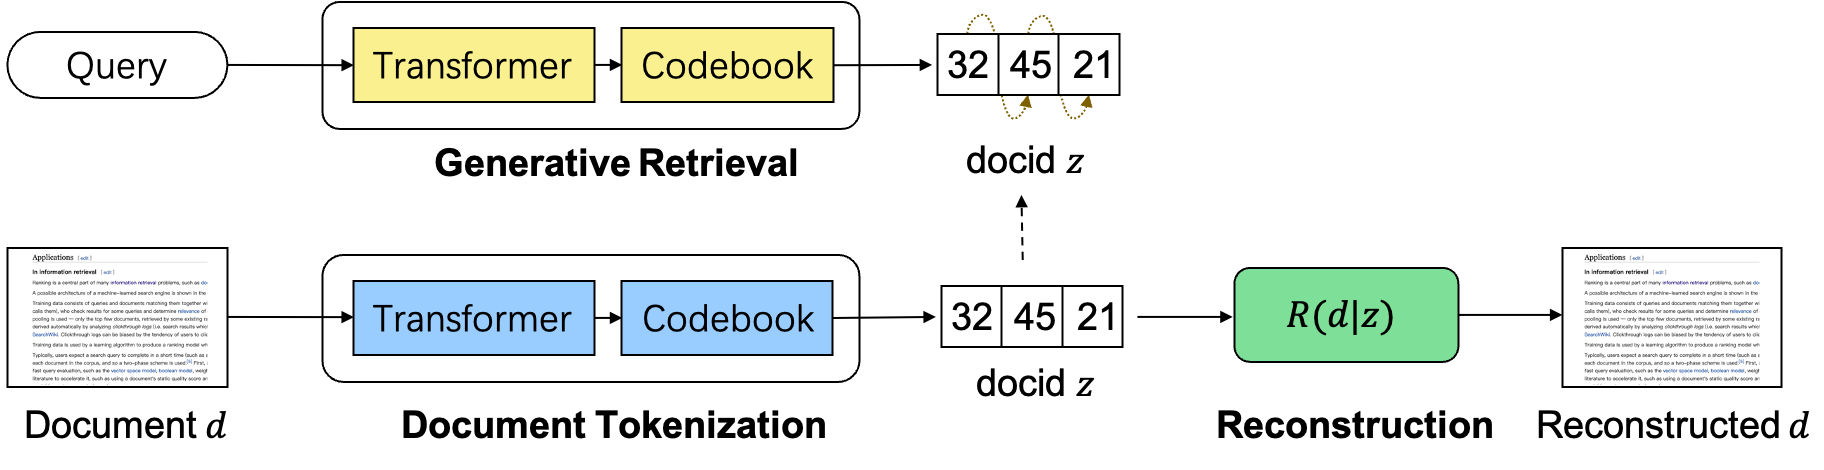 Query
Transformer
Codebook
32 45 21
Generative Retrieval
docid z
Applications [ edit ]
In information retrieval [ edit ]
Ranking is a central part of many information retrieval problems, such as do
A possible architecture of a machine-learned search engine is shown in the
Training data consists of queries and documents matching them together wi
calls them), who check results for some queries and determine relevance of
pooling is used — only the top few documents, retrieved by some existing ra
derived automatically by analyzing clickthrough logs (i.e. search results whic
SearchWiki. Clickthrough logs can be biased by the tendency of users to clic
Training data is used by a learning algorithm to produce a ranking model wh
Typically, users expect a search query to complete in a short time (such as a
each document in the corpus, and so a two-phase scheme is used. First,
fast query evaluation, such as the vector space model, boolean model, weigh
literature to accelerate it, such as using a document's static quality score an
Transformer
Codebook
32 45 21
R(d|z)
Applications [ edit ]
In information retrieval [ edit ]
Ranking is a central part of many information retrieval problems, such as do
A possible architecture of a machine-learned search engine is shown in the
Training data consists of queries and documents matching them together wi
calls them), who check results for some queries and determine relevance of
pooling is used — only the top few documents, retrieved by some existing ra
derived automatically by analyzing clickthrough logs (i.e. search results whic
SearchWiki. Clickthrough logs can be biased by the tendency of users to clic
Training data is used by a learning algorithm to produce a ranking model wh
Typically, users expect a search query to complete in a short time (such as a
each document in the corpus, and so a two-phase scheme is used. First,
fast query evaluation, such as the vector space model, boolean model, weigh
literature to accelerate it, such as using a document's static quality score an
docid z
Document d
Document Tokenization
Reconstruction
Reconstructed d